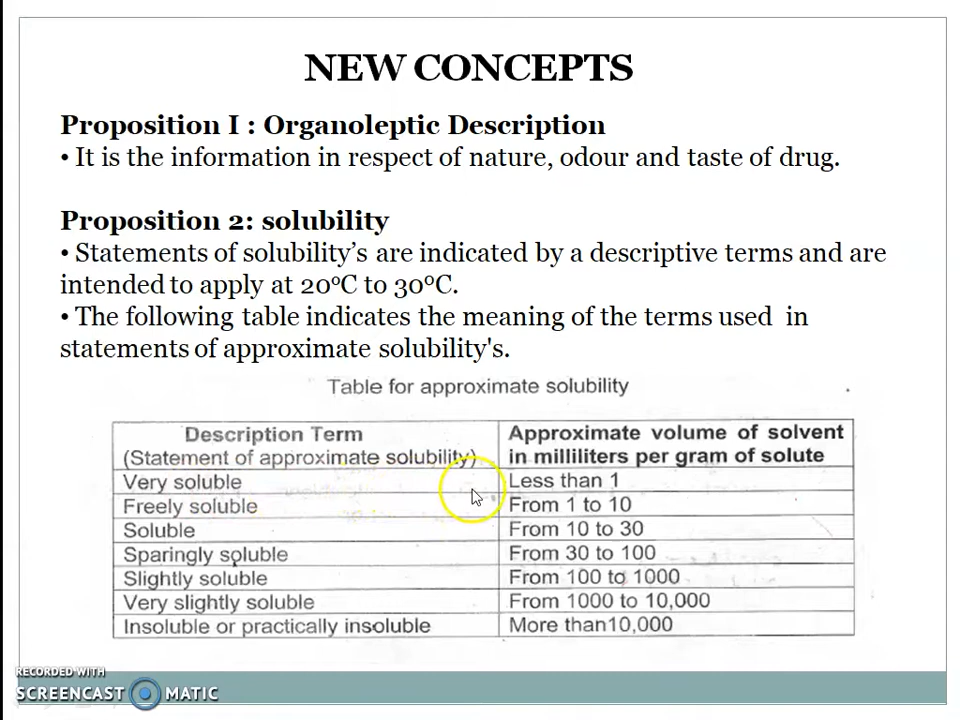 NEW CONCEPTS
Proposition I : Organoleptic Description
• It is the information in respect of nature, odour and taste of drug.
Proposition 2: solubility
• Statements of solubility’s are indicated by a descriptive terms and are
intended to apply at 20⁰C to 30⁰C.
• The following table indicates the meaning of the terms used in
statements of approximate solubility's.
Table for approximate solubility
Description Term
(Statement of approximate solubility)
Approximate volume of solvent
in milliliters per gram of solute
Very soluble Less than 1
Freely soluble From 1 to 10
Soluble From 10 to 30
Sparingly soluble From 30 to 100
Slightly soluble From 100 to 1000
Very slightly soluble From 1000 to 10,000
Insoluble or practically insoluble More than10,000
RECORDED WITH
SCREENCAST MATIC